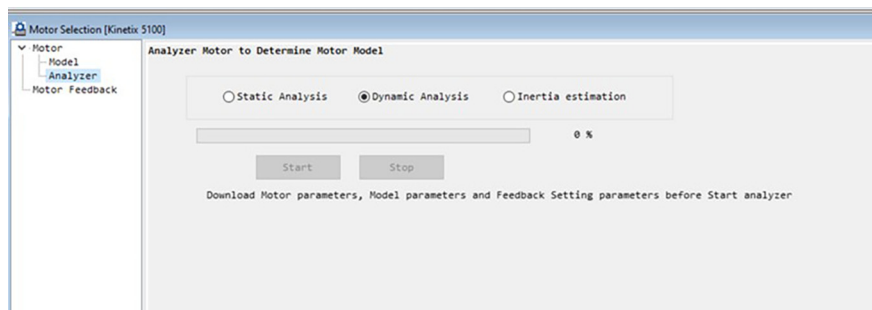 Motor Selection [Kinetix 5100]
Motor
Model
Analyzer
Motor Feedback
Analyzer Motor to Determine Motor Model
Static Analysis Dynamic Analysis Inertia estimation
0 %
Start Stop
Download Motor parameters, Model parameters and Feedback Setting parameters before Start analyzer